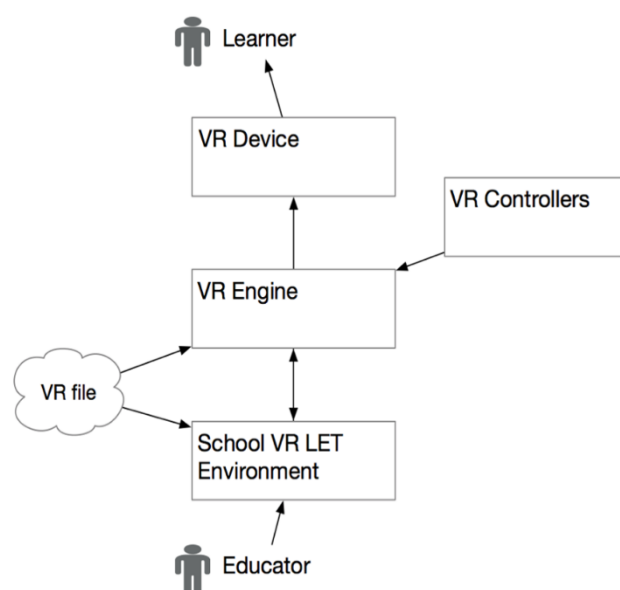 Learner
VR Device
VR Controllers
VR Engine
VR file
School VR LET
Environment
Educator